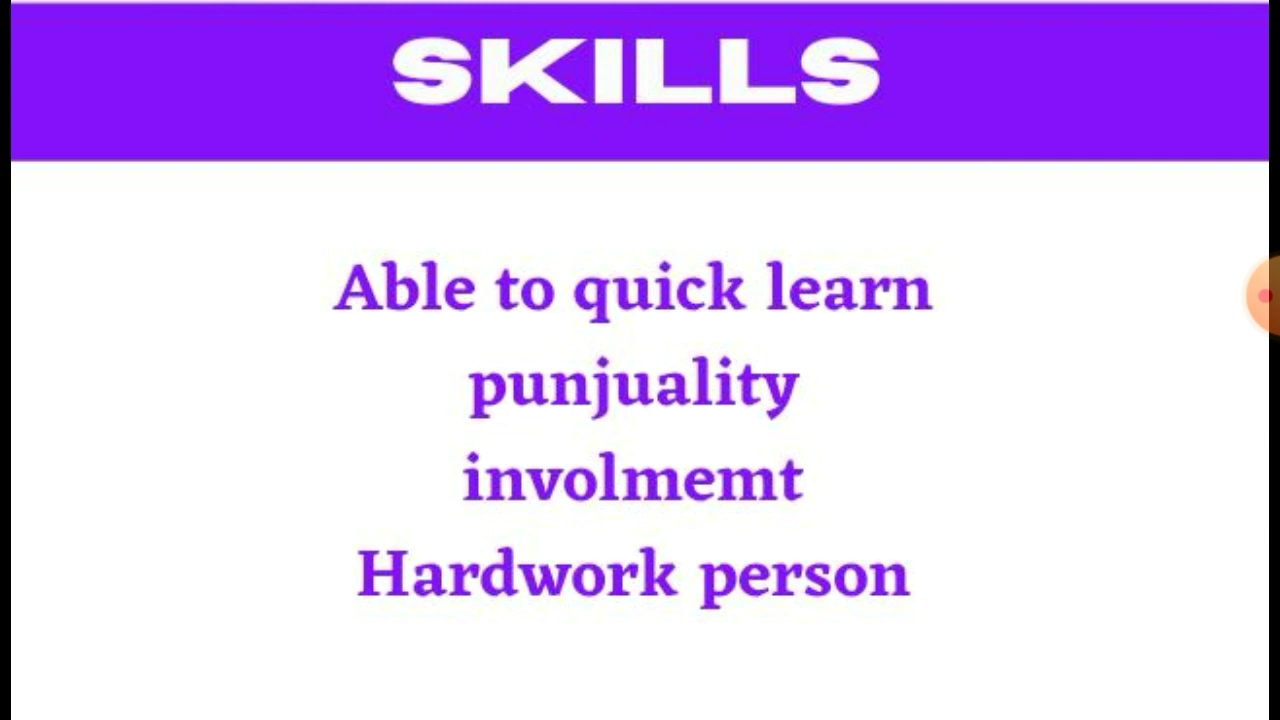 SKILLS
Able to quick learn
punjuality
involmemt
Hardwork person